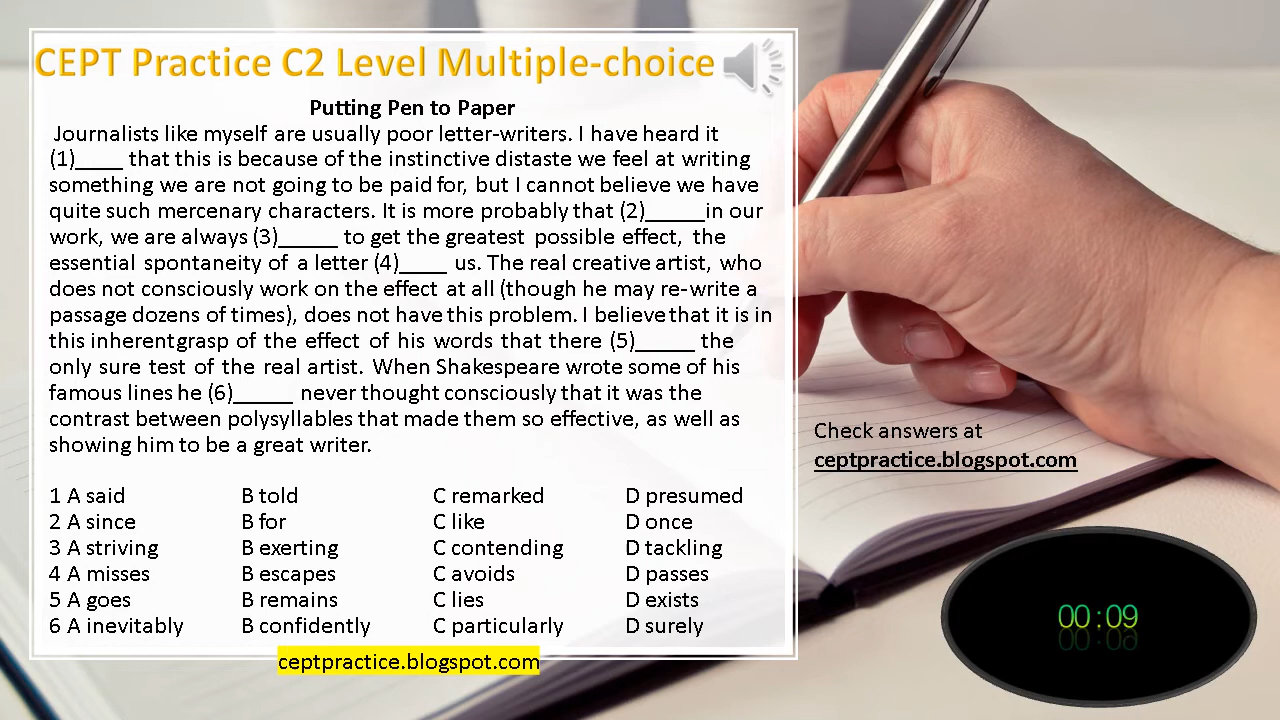 CEPT Practice C2 Level Multiple-choice
Putting Pen to Paper
Journalists like myself are usually poor letter-writers. I have heard it
(1)____ that this is because of the instinctive distaste we feel at writing
something we are not going to be paid for, but I cannot believe we have
quite such mercenary characters. It is more probably that (2)_____in our
work, we are always (3)_____ to get the greatest possible effect, the
essential spontaneity of a letter (4)____ us. The real creative artist, who
does not consciously work on the effect at all (though he may re-write a
passage dozens of times), does not have this problem. I believe that it is in
this inherent grasp of the effect of his words that there (5)_____ the
only sure test of the real artist. When Shakespeare wrote some of his
famous lines he (6)_____ never thought consciously that it was the
contrast between polysyllables that made them so effective, as well as
showing him to be a great writer.
1 A said B told C remarked D presumed
2 A since B for C like D once
3 A striving B exerting C contending D tackling
4 A misses B escapes C avoids D passes
5 A goes B remains C lies D exists
6 A inevitably B confidently C particularly D surely
ceptpractice.blogspot.com
Check answers at
ceptpractice.blogspot.com
00:09